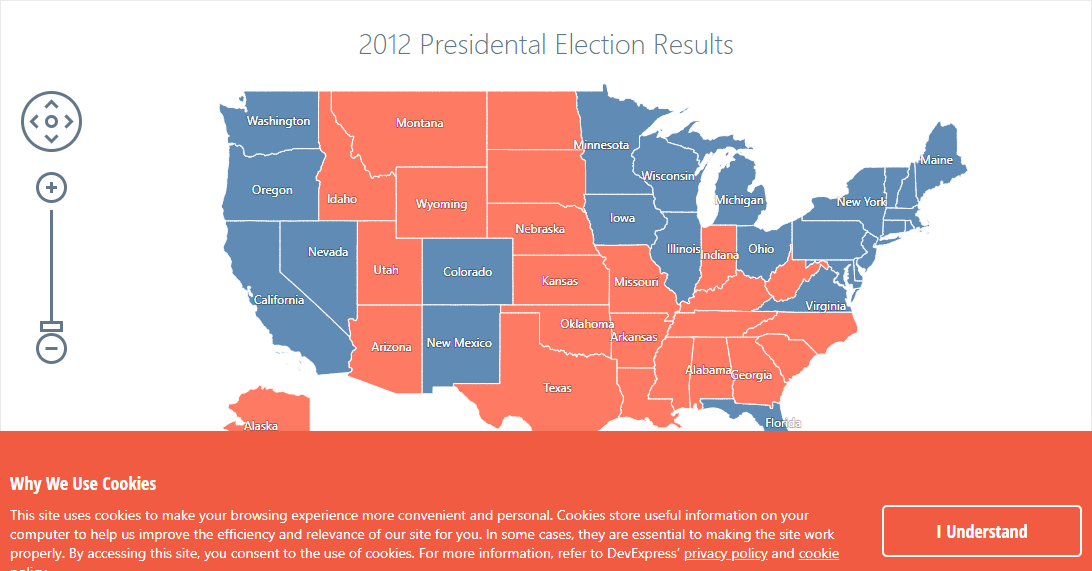 2012 Presidental Election Results
Washington
Montana
Minnesota
Maine
Wisconsin
Oregon
Idaho
Wyoming
Michigan
New York
Iowa
Nebraska
Nevada
Illinois
Indiana
Ohio
Utah
Colorado
Kansas
Missouri
California
Virginia
Oklahoma
Arkansas
Arizona
New Mexico
Alabama
Georgia
Texas
Alaska
Florida
Why We Use Cookies
This site uses cookies to make your browsing experience more convenient and personal. Cookies store useful information on your
computer to help us improve the efficiency and relevance of our site for you. In some cases, they are essential to making the site work
properly. By accessing this site, you consent to the use of cookies. For more information, refer to DevExpress’ privacy policy and cookie
policy.
I Understand